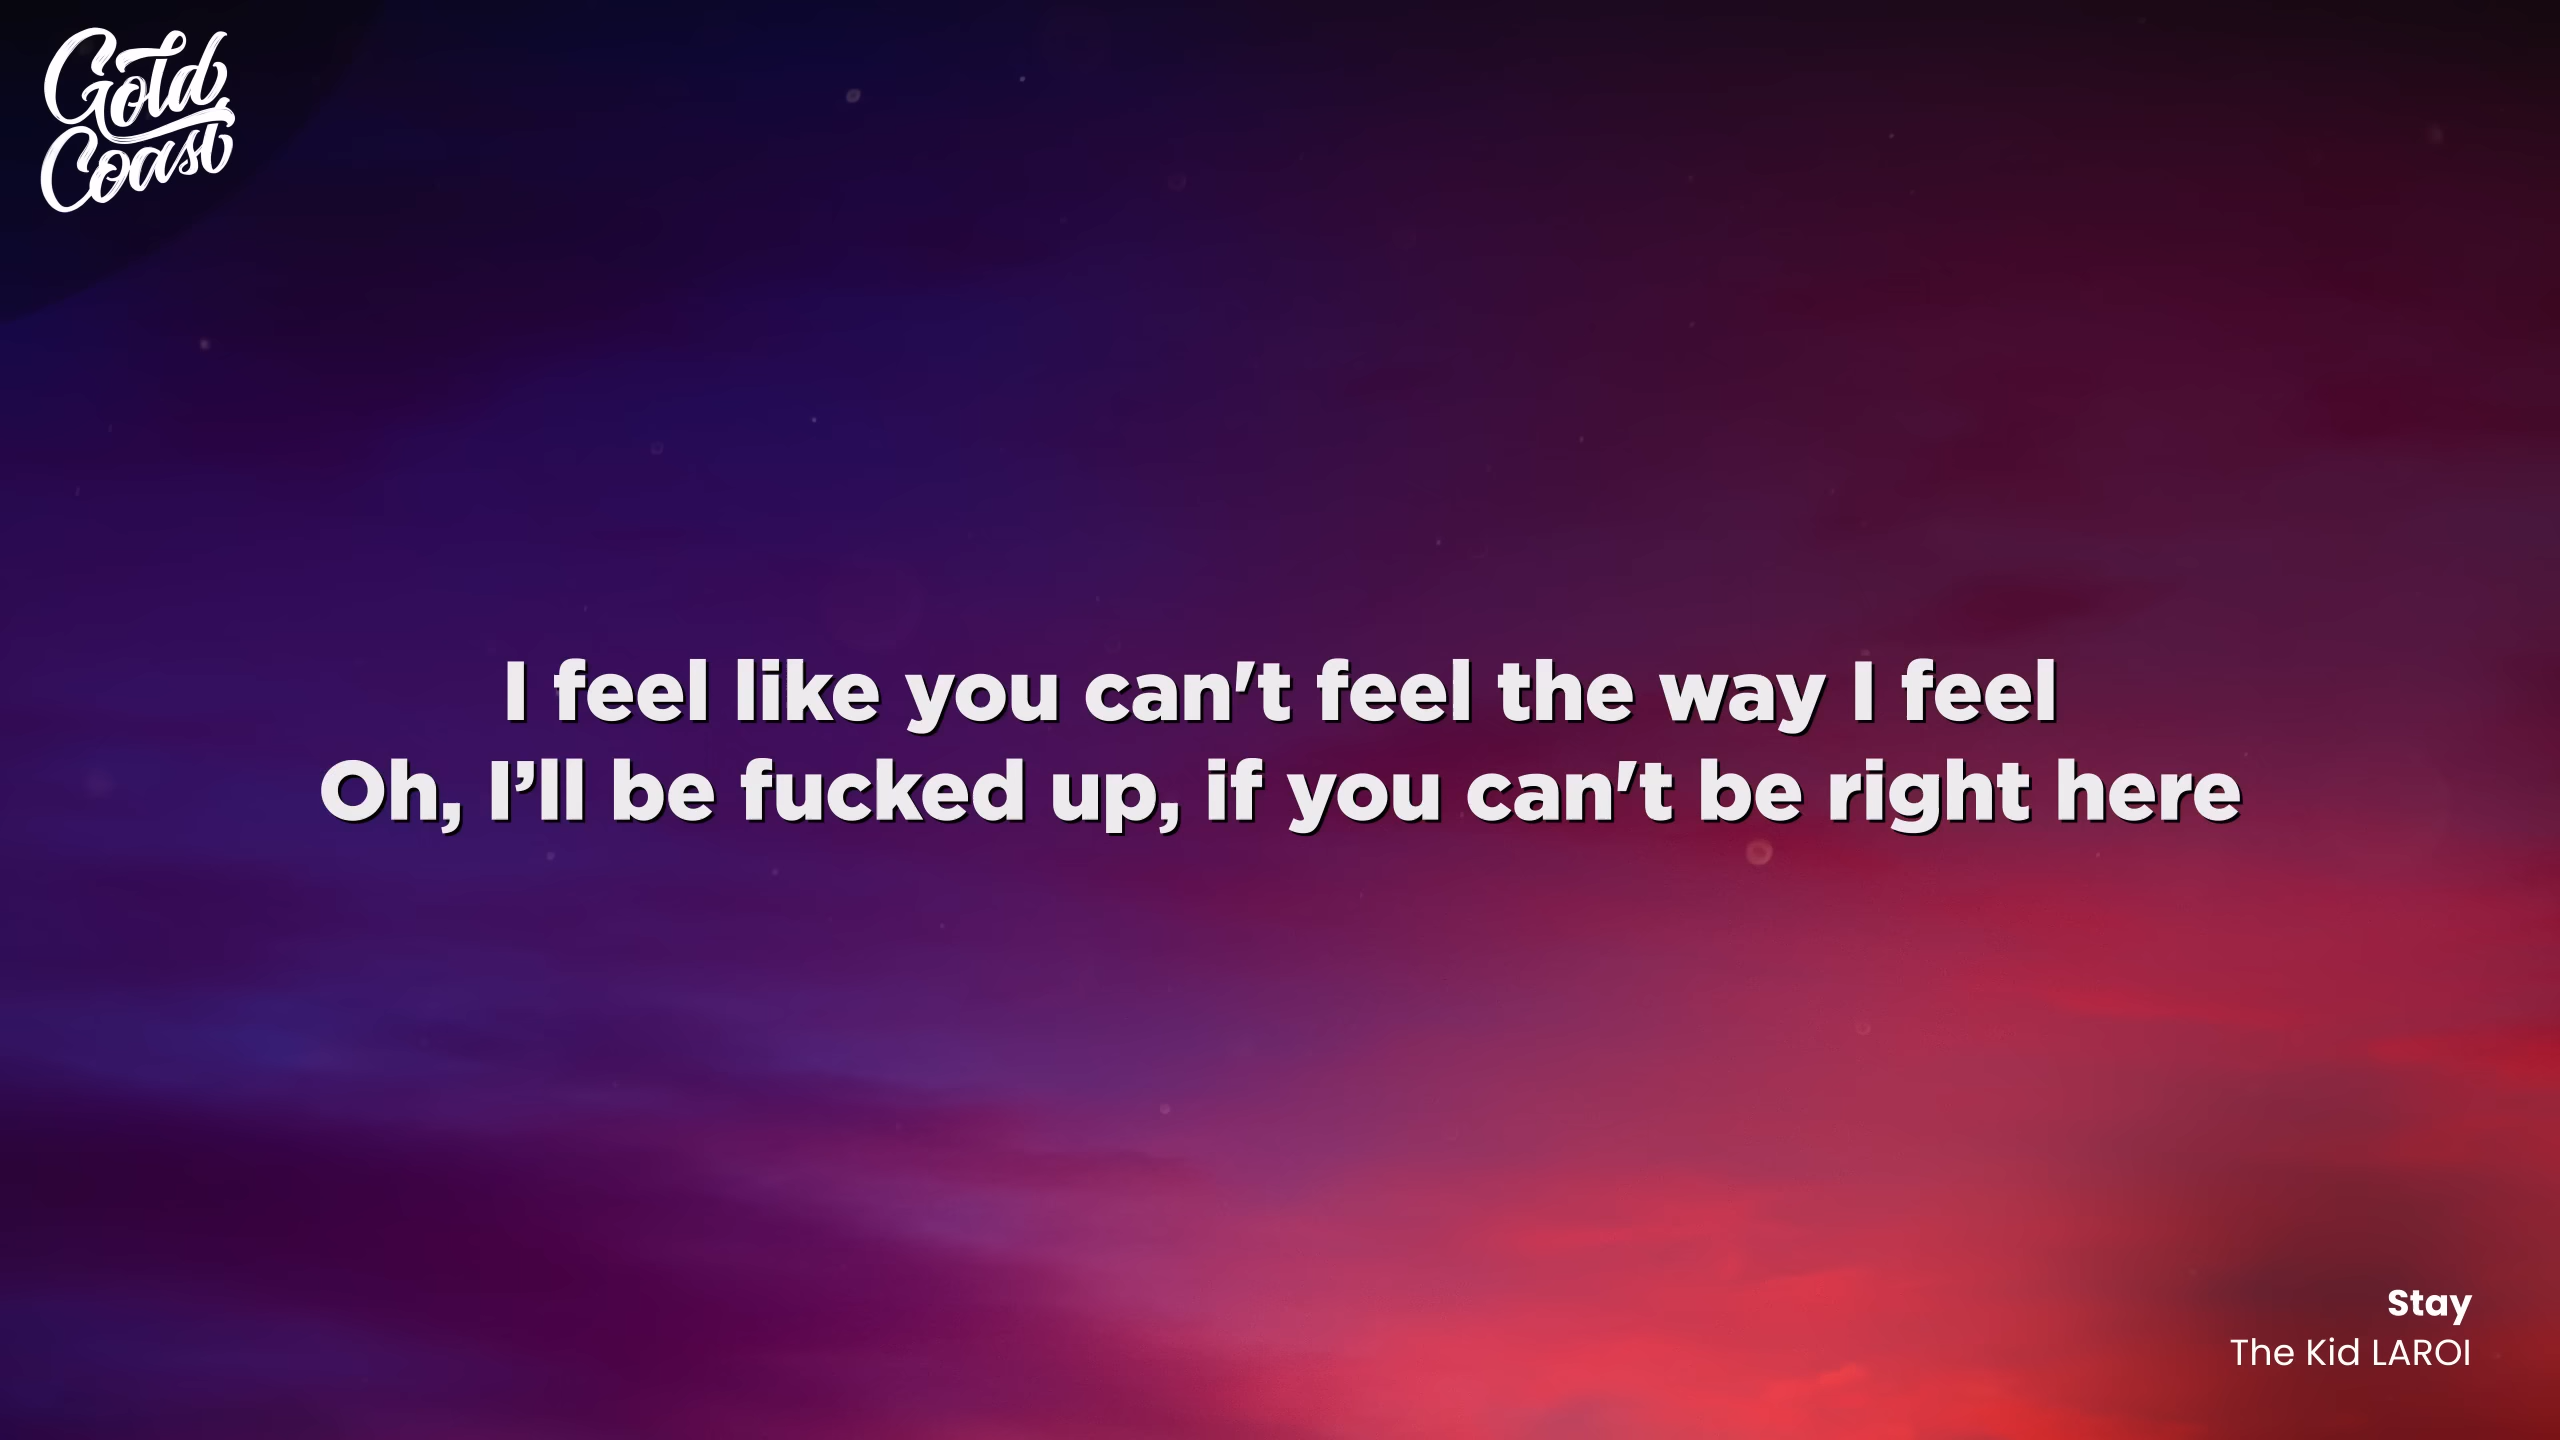 Gold
Coast
I feel like you can't feel the way I feel
Oh, I’ll be fucked up, if you can't be right here
Stay
The Kid LAROI